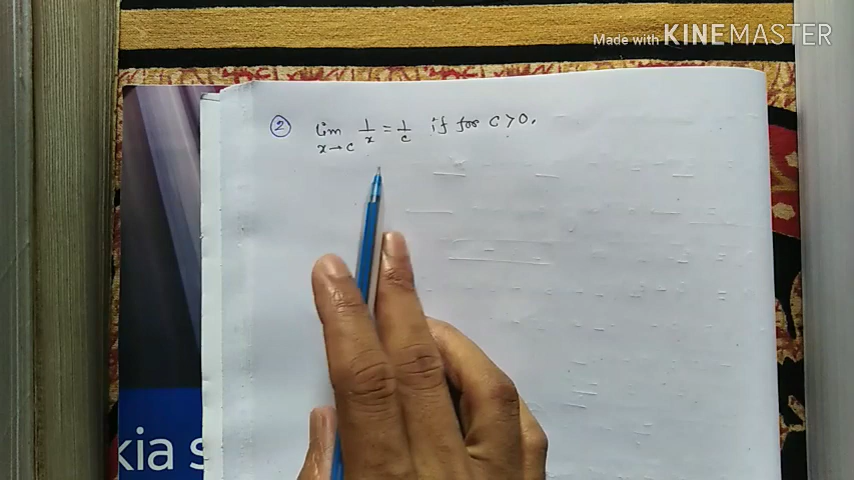 Made with KINEMASTER
② lim x→c 1/x = 1/c if for c>0.
kia s